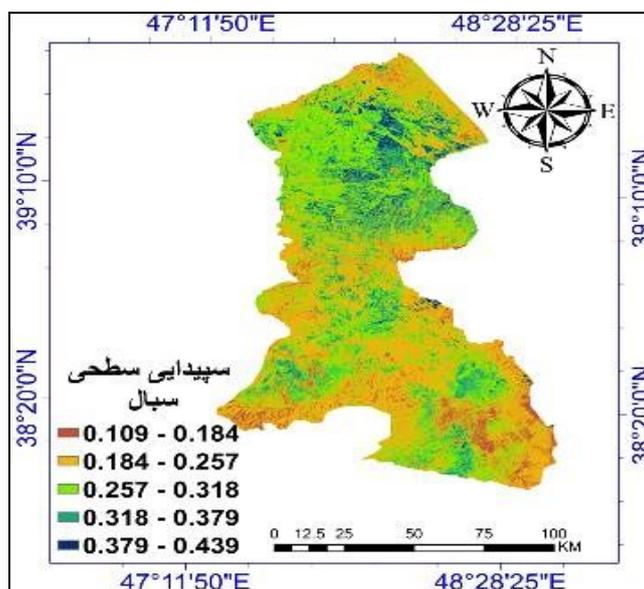 47°11'50"E
48°28'25"E
N
W
E
S
39°10'0"N
39°10'0"N
38°20'0"N
38°20'0"N
سپیدایی سطحی
سبال
0.109 - 0.184
0.184 - 0.257
0.257 - 0.318
0.318 - 0.379
0.379 - 0.439
0 12.5 25 50 75 100
KM
47°11'50"E
48°28'25"E